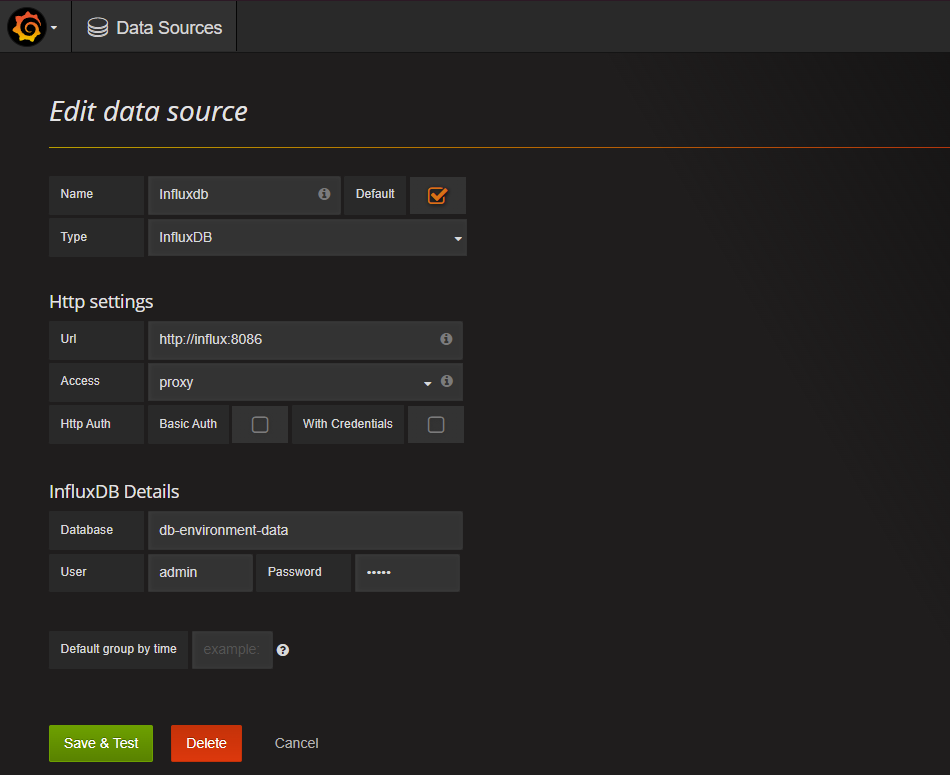 Data Sources
Edit data source
Name Influxdb Default
Type InfluxDB
Http settings
Url http://influx:8086
Access proxy
Http Auth Basic Auth With Credentials
InfluxDB Details
Database db-environment-data
User admin Password •••••
Default group by time example:
Save & Test Delete Cancel